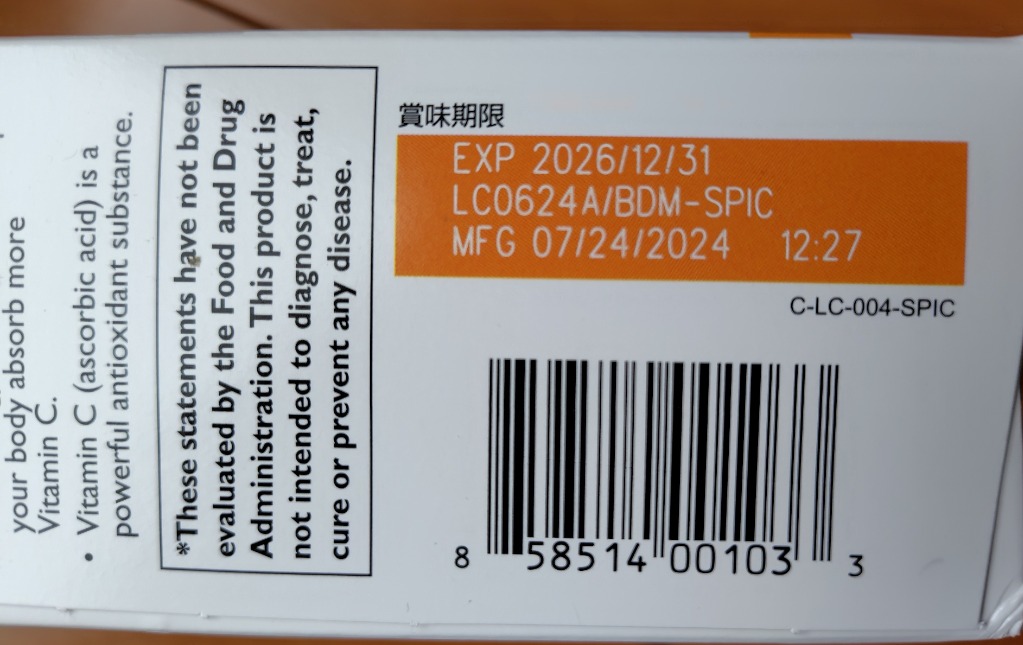 your body absorb more
Vitamin C.
• Vitamin C (ascorbic acid) is a
powerful antioxidant substance.
*These statements have not been
evaluated by the Food and Drug
Administration. This product is
not intended to diagnose, treat,
cure or prevent any disease.
賞味期限
EXP 2026/12/31
LC0624A/BDM-SPIC
MFG 07/24/2024 12:27
C-LC-004-SPIC
8 58514 00103 3